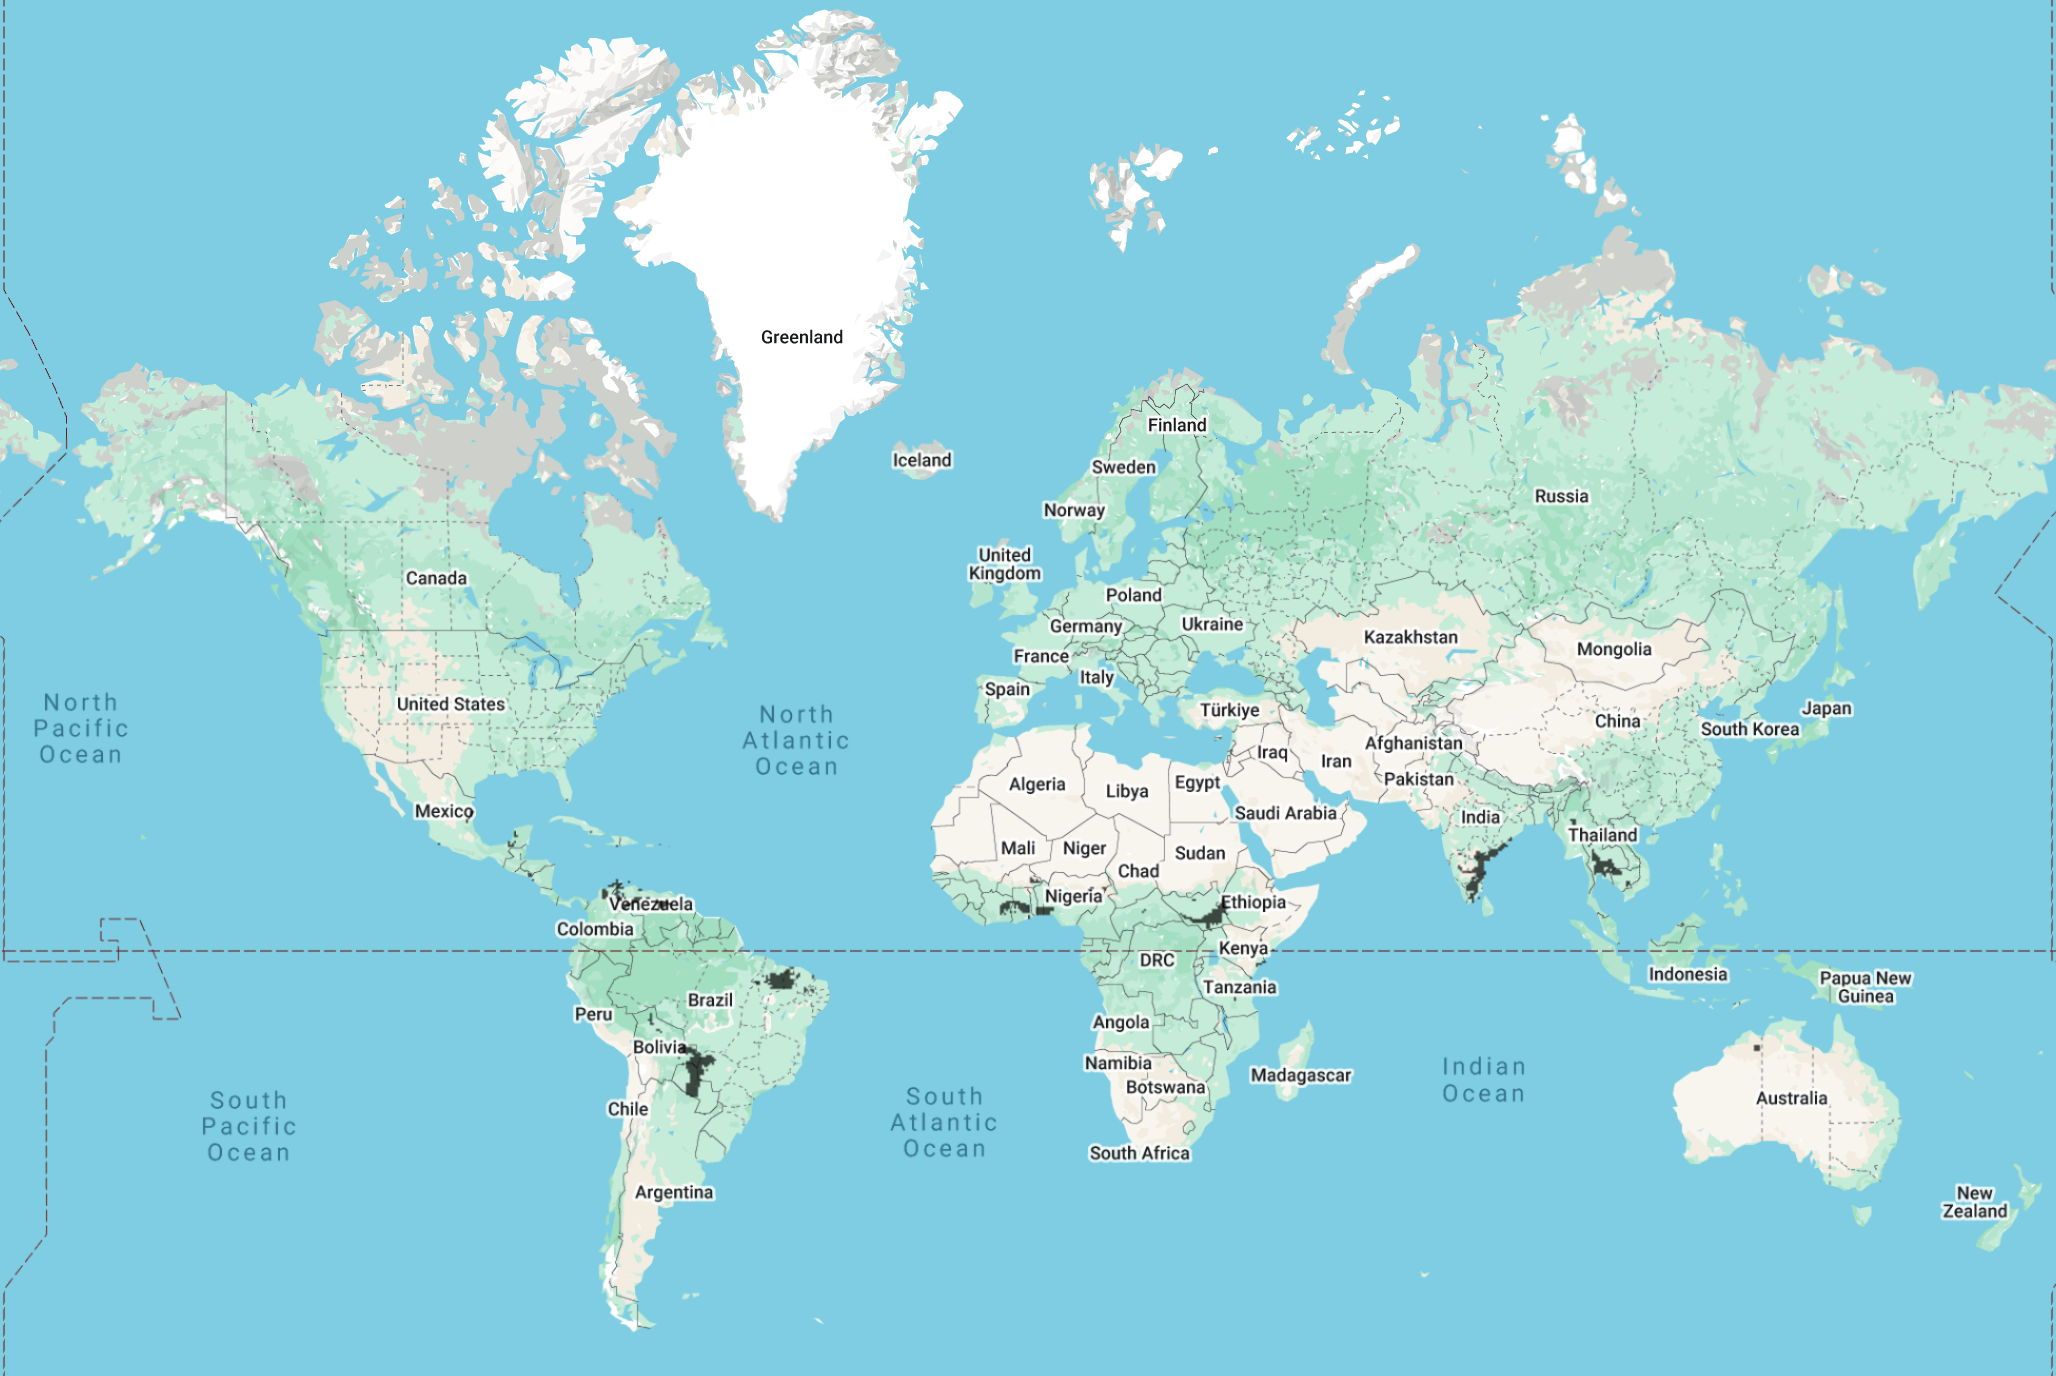 Greenland
Finland
Iceland
Sweden
Russia
Norway
United
Kingdom
Canada
Poland
Germany
Ukraine
Kazakhstan
Mongolia
France
Italy
Spain
United States
North
Pacific
Ocean
North
Atlantic
Ocean
Türkiye
China
Japan
South Korea
Afghanistan
Iraq
Iran
Pakistan
Algeria
Libya
Egypt
Saudi Arabia
Mexico
India
Thailand
Mali
Niger
Chad
Sudan
Nigeria
Ethiopia
Venezuela
Colombia
Kenya
DRC
Indonesia
Papua New
Guinea
Tanzania
Brazil
Peru
Angola
Bolivia
Namibia
Botswana
Madagascar
Indian
Ocean
Australia
Chile
South
Pacific
Ocean
South
Atlantic
Ocean
South Africa
Argentina
New
Zealand